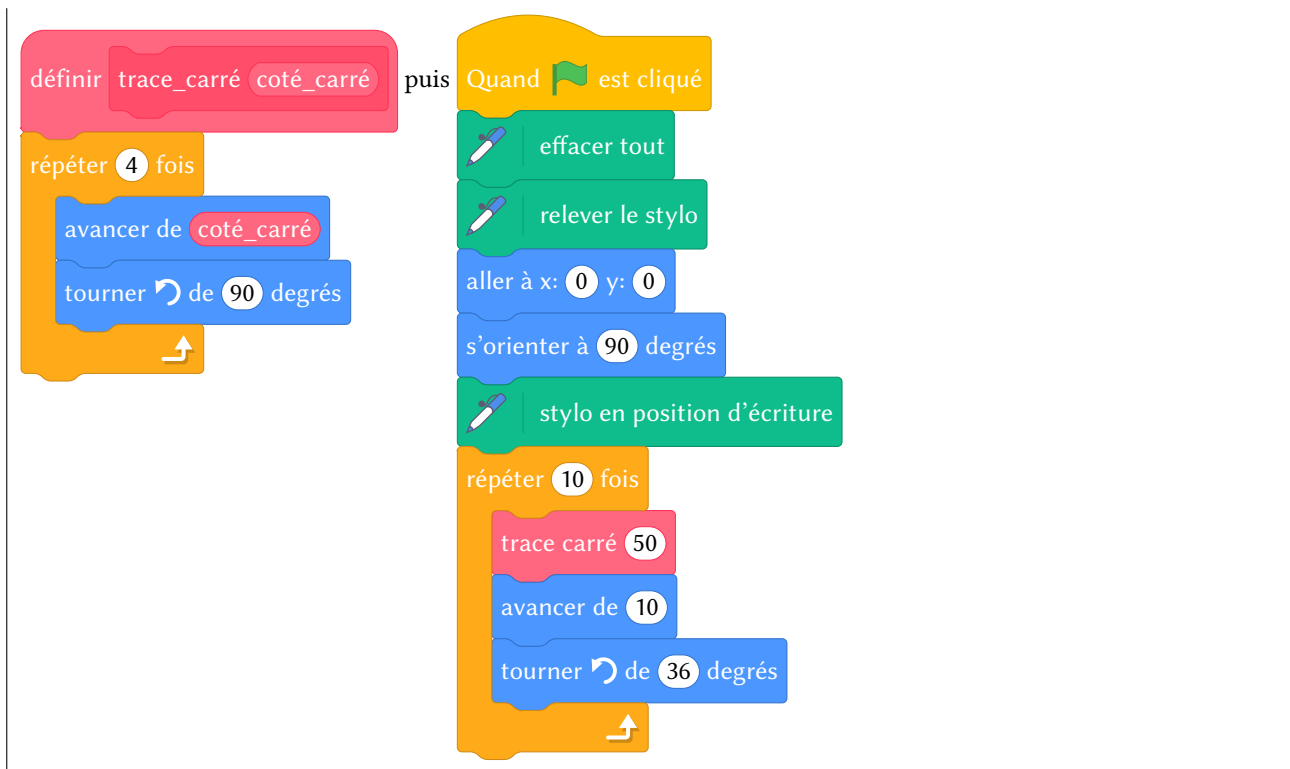 définir trace_carré coté_carré
répéter 4 fois
avancer de coté_carré
tourner de 90 degrés
puis
Quand est cliqué
effacer tout
relever le stylo
aller à x: 0 y: 0
s'orienter à 90 degrés
stylo en position d'écriture
répéter 10 fois
trace carré 50
avancer de 10
tourner de 36 degrés